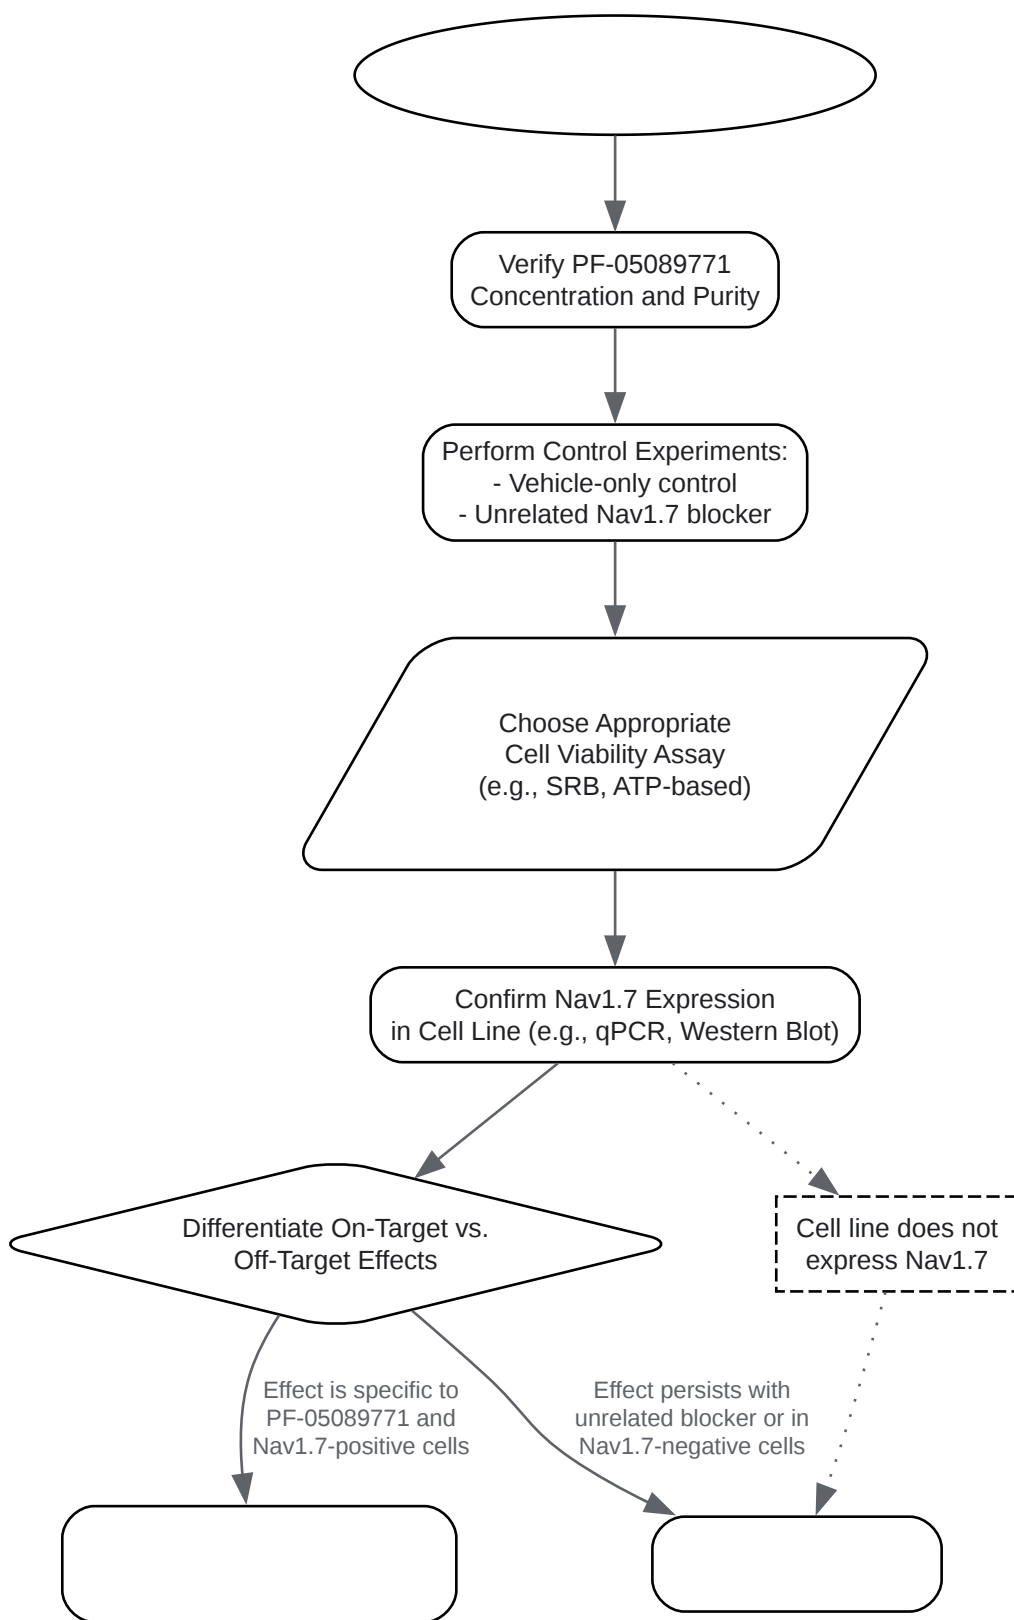 Verify PF-05089771
Concentration and Purity
Perform Control Experiments:
- Vehicle-only control
- Unrelated Nav1.7 blocker
Choose Appropriate
Cell Viability Assay
(e.g., SRB, ATP-based)
Confirm Nav1.7 Expression
in Cell Line (e.g., qPCR, Western Blot)
Differentiate On-Target vs.
Off-Target Effects
Cell line does not
express Nav1.7
Effect is specific to
PF-05089771 and
Nav1.7-positive cells
Effect persists with
unrelated blocker or in
Nav1.7-negative cells